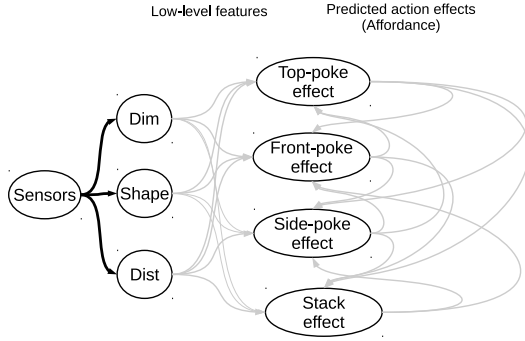 Low-level features
Predicted action effects
(Affordance)
Sensors
Dim
Shape
Dist
Top-poke
effect
Front-poke
effect
Side-poke
effect
Stack
effect